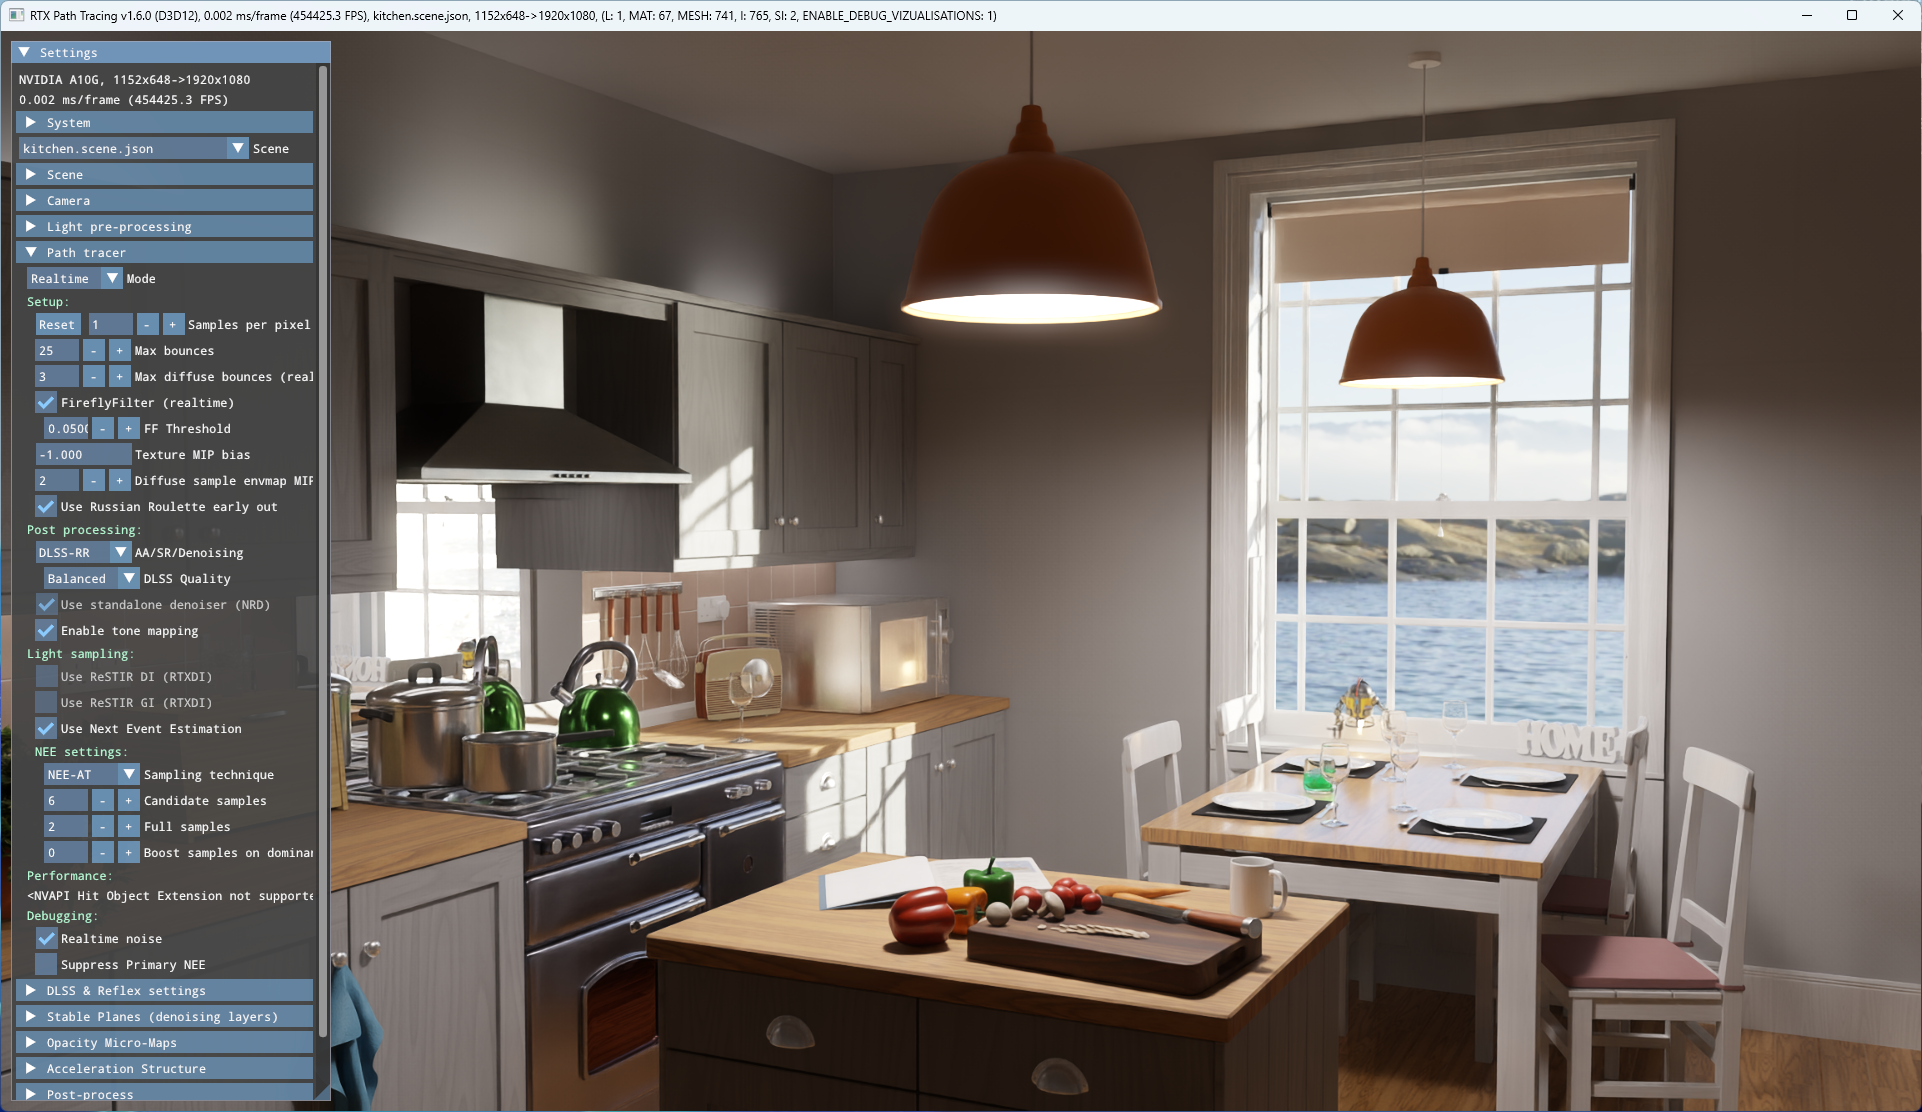 RTX Path Tracing v1.6.0 (D3D12), 0.002 ms/frame (454425.3 FPS), kitchen.scene.json, 1152x648->1920x1080, (L: 1, MAT: 67, MESH: 741, I: 765, SI: 2, ENABLE_DEBUG_VIZUALISATIONS: 1)
Settings
NVIDIA A10G, 1152x648->1920x1080
0.002 ms/frame (454425.3 FPS)
System
kitchen.scene.json Scene
Scene
Camera
Light pre-processing
Path tracer
Realtime Mode
Setup:
Reset 1 - + Samples per pixel
25 - + Max bounces
3 - + Max diffuse bounces (real
FireflyFilter (realtime)
0.0500 - + FF Threshold
-1.000 Texture MIP bias
2 - + Diffuse sample envmap MIP
Use Russian Roulette early out
Post processing:
DLSS-RR AA/SR/Denoising
Balanced DLSS Quality
Use standalone denoiser (NRD)
Enable tone mapping
Light sampling:
Use ReSTIR DI (RTXDI)
Use ReSTIR GI (RTXDI)
Use Next Event Estimation
NEE settings:
NEE-AT Sampling technique
6 - + Candidate samples
2 - + Full samples
0 - + Boost samples on dominan
Performance:
<NVAPI Hit Object Extension not supporte
Debugging:
Realtime noise
Suppress Primary NEE
DLSS & Reflex settings
Stable Planes (denoising layers)
Opacity Micro-Maps
Acceleration Structure
Post-process
HOME